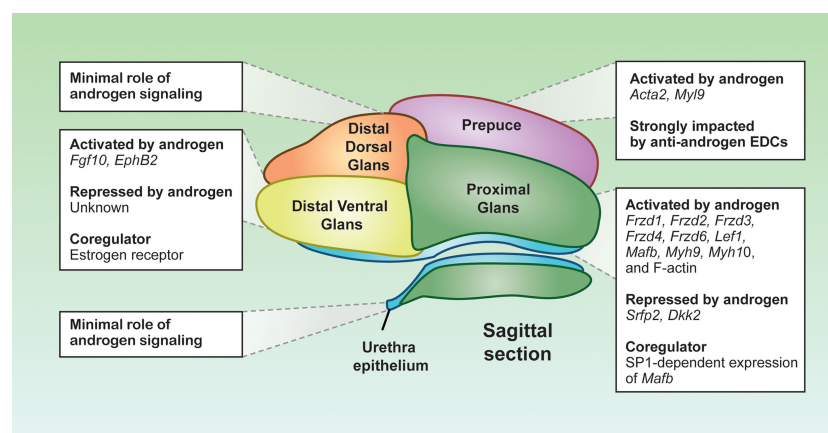 Minimal role of
androgen signaling
Activated by androgen
Fgf10, EphB2
Repressed by androgen
Unknown
Coregulator
Estrogen receptor
Minimal role of
androgen signaling
Distal
Dorsal
Glans
Prepuce
Distal Ventral
Glans
Proximal
Glans
Urethra
epithelium
Sagittal
section
Activated by androgen
Acta2, Myl9
Strongly impacted
by anti-androgen EDCs
Activated by androgen
Frzd1, Frzd2, Frzd3,
Frzd4, Frzd6, Lef1,
Mafb, Myh9, Myh10,
and F-actin
Repressed by androgen
Srfp2, Dkk2
Coregulator
SP1-dependent expression
of Mafb